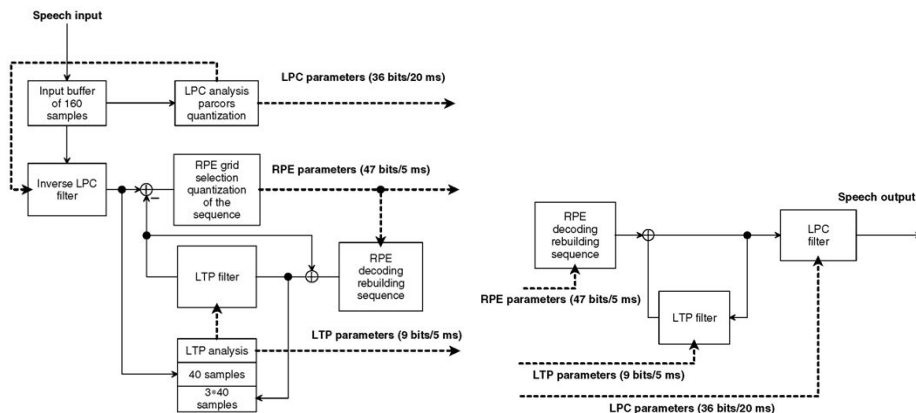 Speech input
LPC parameters (36 bits/20 ms)
Input buffer
of 160
samples
LPC analysis
parcors
quantization
RPE parameters (47 bits/5 ms)
Inverse LPC
filter
RPE grid
selection
quantization
of the
sequence
−
LTP filter
RPE
decoding
rebuilding
sequence
LTP parameters (9 bits/5 ms)
LTP analysis
40 samples
3*40
samples
Speech output
RPE
decoding
rebuilding
sequence
LPC
filter
RPE parameters (47 bits/5 ms)
LTP filter
LTP parameters (9 bits/5 ms)
LPC parameters (36 bits/20 ms)